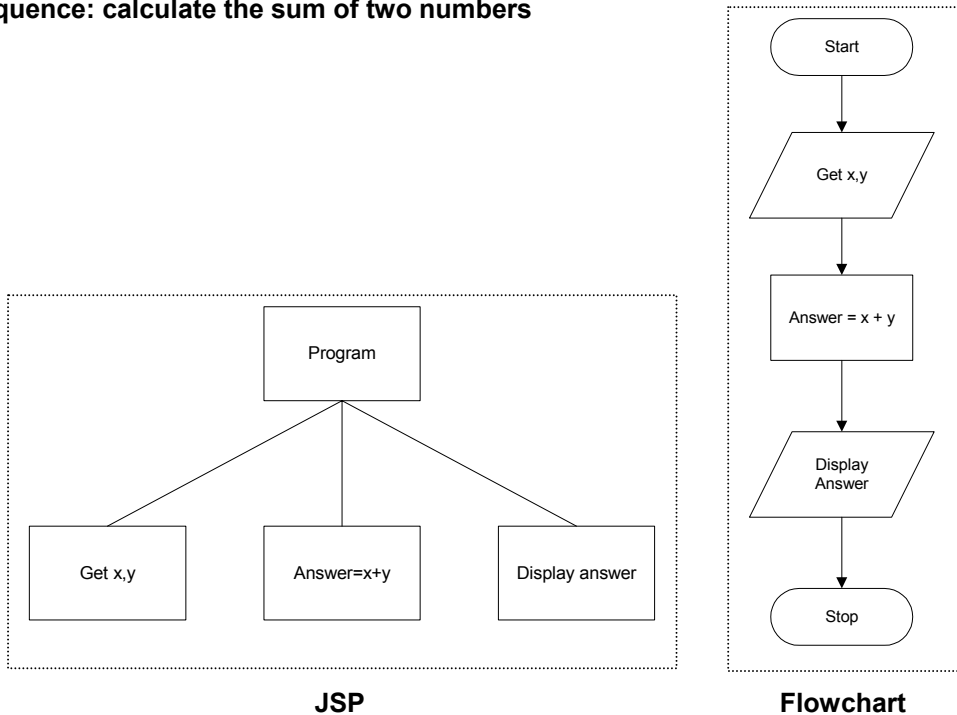 quence: calculate the sum of two numbers
Start
Get x,y
Answer = x + y
Display
Answer
Stop
Program
Get x,y
Answer=x+y
Display answer
JSP
Flowchart